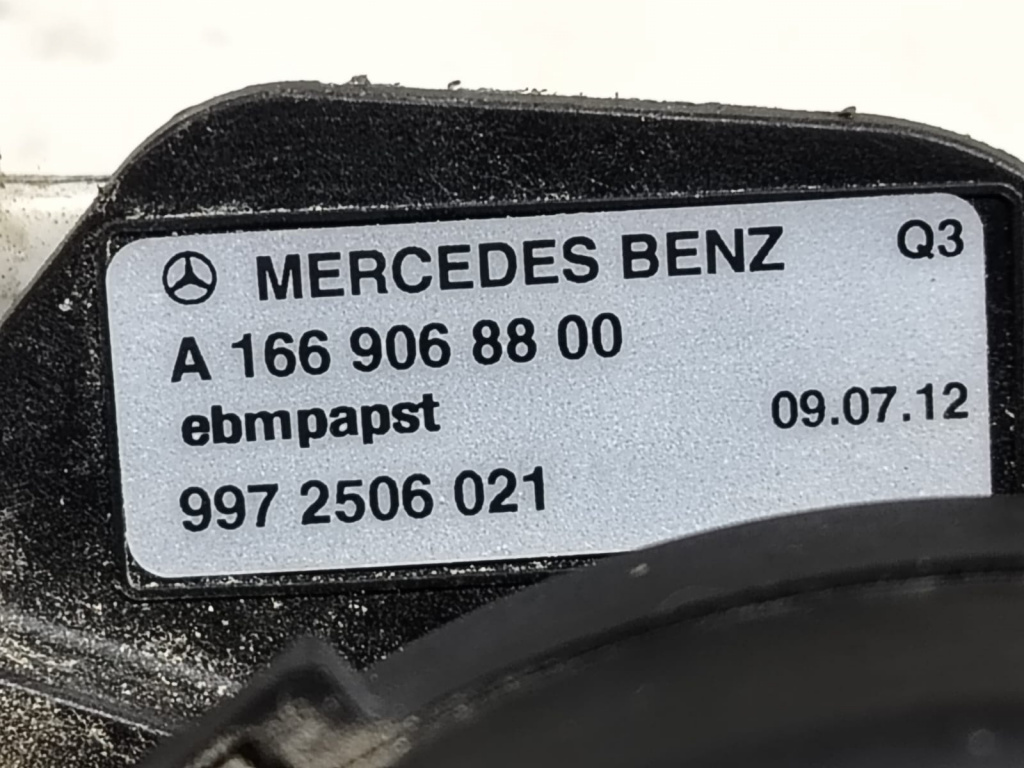 MERCEDES BENZ Q3
A 166 906 88 00
ebmpapst 09.07.12
997 2506 021